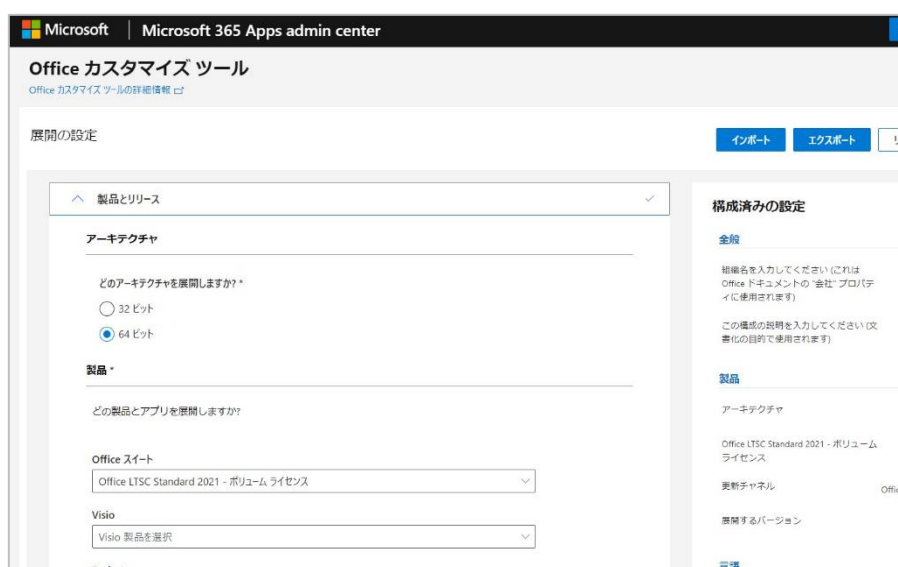 Microsoft | Microsoft 365 Apps admin center
Office カスタマイズ ツール
Office カスタマイズ ツールの詳細情報
展開の設定
インポート
エクスポート
製品とリリース
アーキテクチャ
どのアーキテクチャを展開しますか? *
32 ビット
64 ビット
製品 *
どの製品とアプリを展開しますか?
Office スイート
Office LTSC Standard 2021 - ボリューム ライセンス
Visio
Visio 製品を選択
構成済みの設定
全般
組織名を入力してください (これは
Office ドキュメントの "会社" プロパテ
ィに使用されます)
この構成の説明を入力してください (文
書化の目的で使用されます)
製品
アーキテクチャ
Office LTSC Standard 2021 - ボリューム
ライセンス
更新チャネル
Offic
展開するバージョン